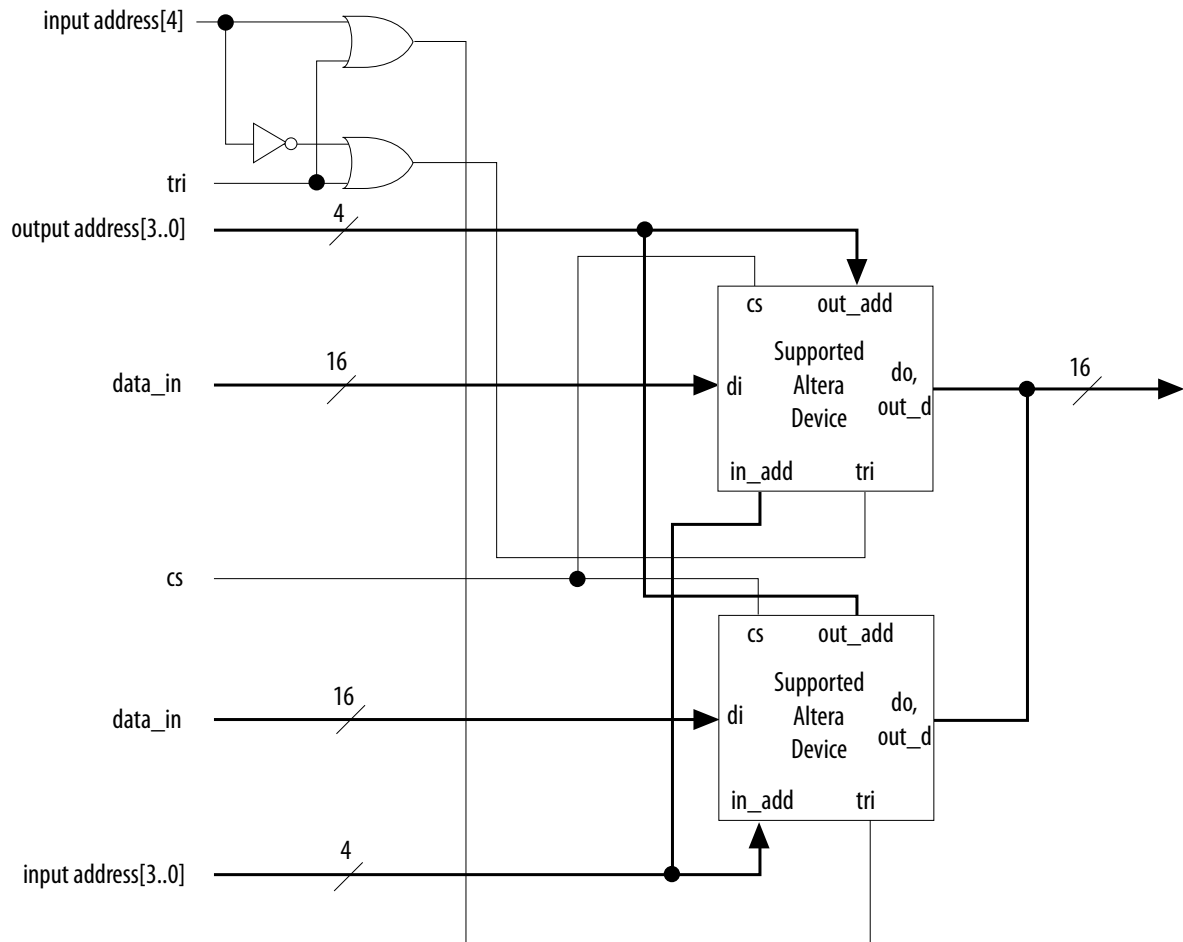 input address[4]
tri
output address[3..0]
4
cs
out_add
Supported
Altera
Device
data_in
16
di
do,
out_d
16
in_add
tri
cs
cs
out_add
Supported
Altera
Device
data_in
16
di
do,
out_d
in_add
tri
input address[3..0]
4